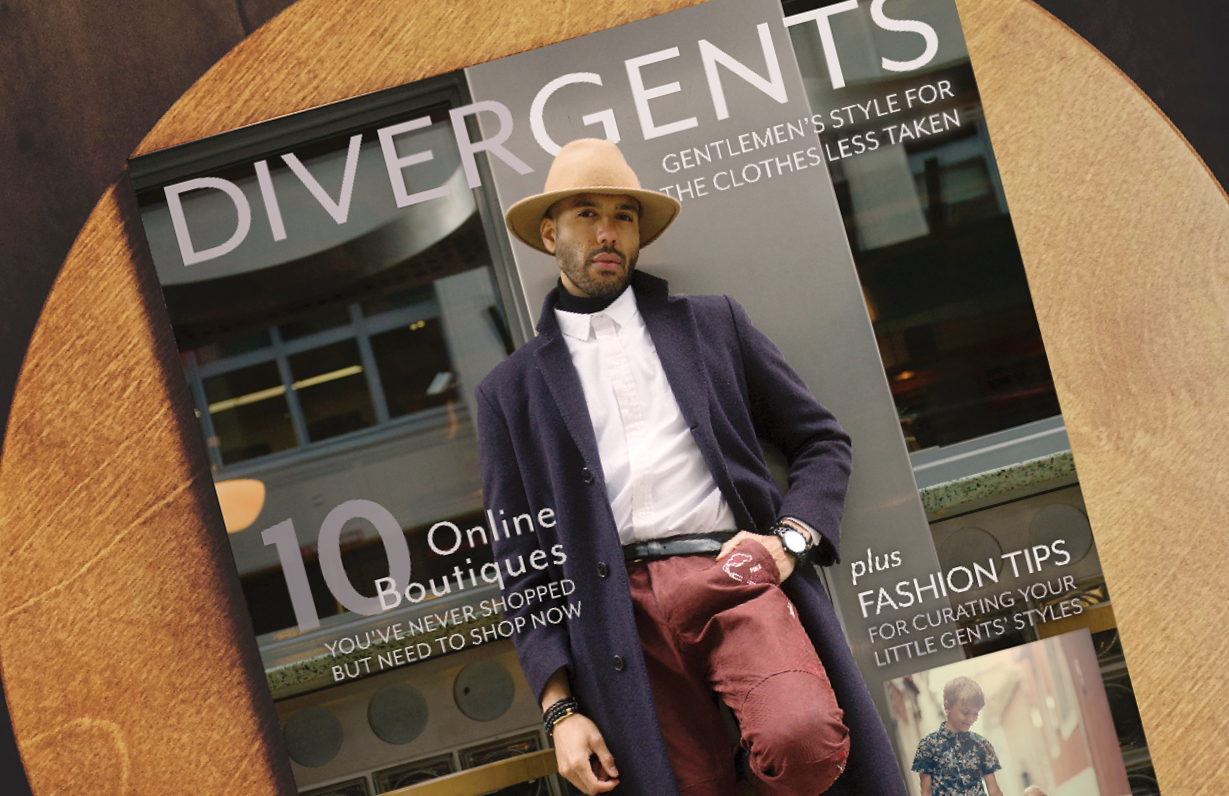 DIVERGENTS
GENTLEMEN'S STYLE FOR
THE CLOTHES LESS TAKEN
10 Online
Boutiques
YOU'VE NEVER SHOPPED
BUT NEED TO SHOP NOW
plus
FASHION TIPS
FOR CURATING YOUR
LITTLE GENTS' STYLES